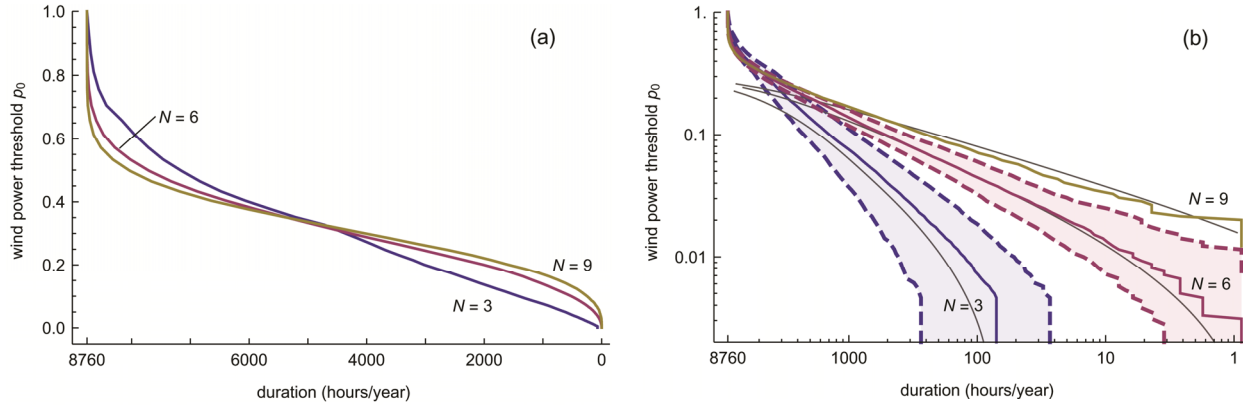 (a)
1.0
0.8
0.6
0.4
0.2
0.0
wind power threshold p0
N = 6
N = 9
N = 3
8760
6000
4000
2000
0
duration (hours/year)
(b)
1.
0.1
0.01
wind power threshold p0
N = 9
N = 6
N = 3
8760
1000
100
10
1
duration (hours/year)